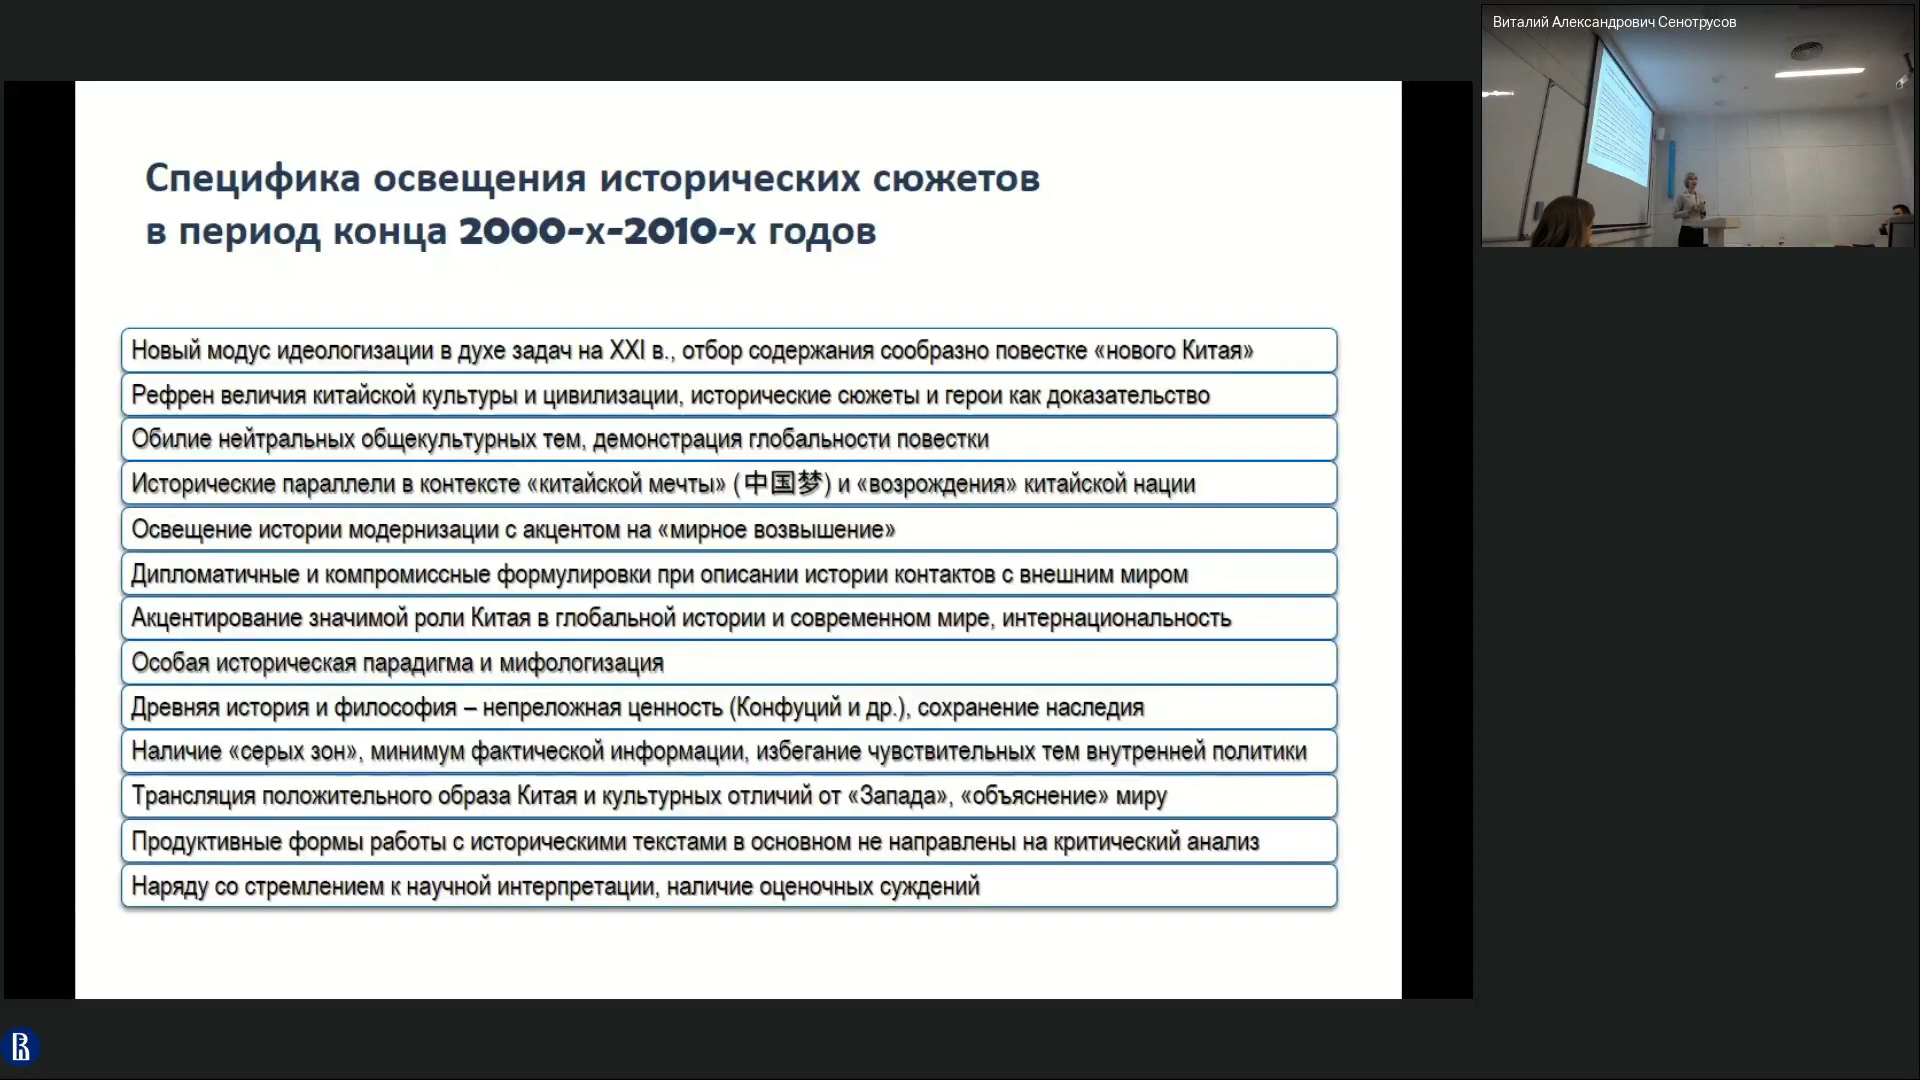 Виталий Александрович Сенотрусов
Специфика освещения исторических сюжетов
в период конца 2000-х-2010-х годов
Новый модус идеологизации в духе задач на XXI в., отбор содержания сообразно повестке «нового Китая»
Рефрен величия китайской культуры и цивилизации, исторические сюжеты и герои как доказательство
Обилие нейтральных общекультурных тем, демонстрация глобальности повестки
Исторические параллели в контексте «китайской мечты» (中国梦) и «возрождения» китайской нации
Освещение истории модернизации с акцентом на «мирное возвышение»
Дипломатичные и компромиссные формулировки при описании истории контактов с внешним миром
Акцентирование значимой роли Китая в глобальной истории и современном мире, интернациональность
Особая историческая парадигма и мифологизация
Древняя история и философия – непреложная ценность (Конфуций и др.), сохранение наследия
Наличие «серых зон», минимум фактической информации, избегание чувствительных тем внутренней политики
Трансляция положительного образа Китая и культурных отличий от «Запада», «объяснение» миру
Продуктивные формы работы с историческими текстами в основном не направлены на критический анализ
Наряду со стремлением к научной интерпретации, наличие оценочных суждений